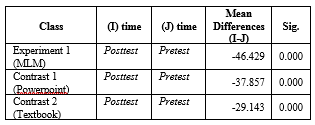 Class (I) time (J) time Mean Differences (I-J) Sig.
Experiment 1 (MLM) Posttest Pretest -46.429 0.000
Contrast 1 (Powerpoint) Posttest Pretest -37.857 0.000
Contrast 2 (Textbook) Posttest Pretest -29.143 0.000